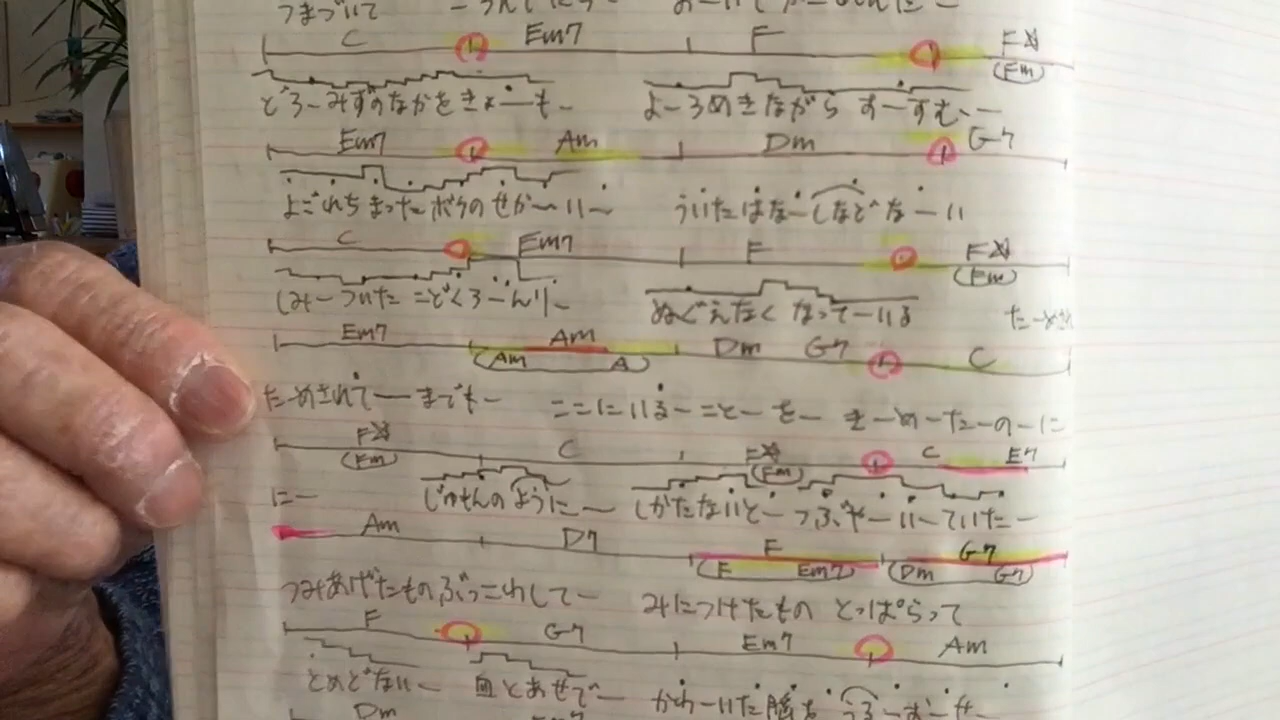 つまづいて
C Em7 F F (Fm)
どろーみずのなかをきょーも- よーろめきながら すーすむー
Em7 Am Dm G7
よごれちまったボクのせかーいー ういたはなーしなどなーい
C Em7 F F (Fm)
しみーついた こどくろーんりー ぬぐえなくなってーいる たーめされ
Em7 Am (Am A) Dm G7 C
たーめされてーまでもー ここにいるーことーをー きーめーたーのーに
F (Fm) C F (Fm) C E7
にー じゅもんのようにー しかたないとーつぶやーいーていたー
Am D7 F (F Em7) G7 (Dm G7)
つみあげたものぶっこわしてー みにつけたもの とっぱらって
F G7 Em7 Am
とめどないー 血とあせでー かわーいた脳をうるーおーせー
Dm